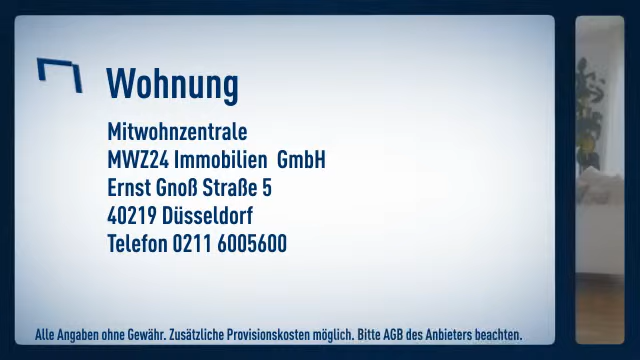 Wohnung
Mitwohnzentrale
MWZ24 Immobilien GmbH
Ernst Gnoß Straße 5
40219 Düsseldorf
Telefon 0211 6005600
Alle Angaben ohne Gewähr. Zusätzliche Provisionskosten möglich. Bitte AGB des Anbieters beachten.